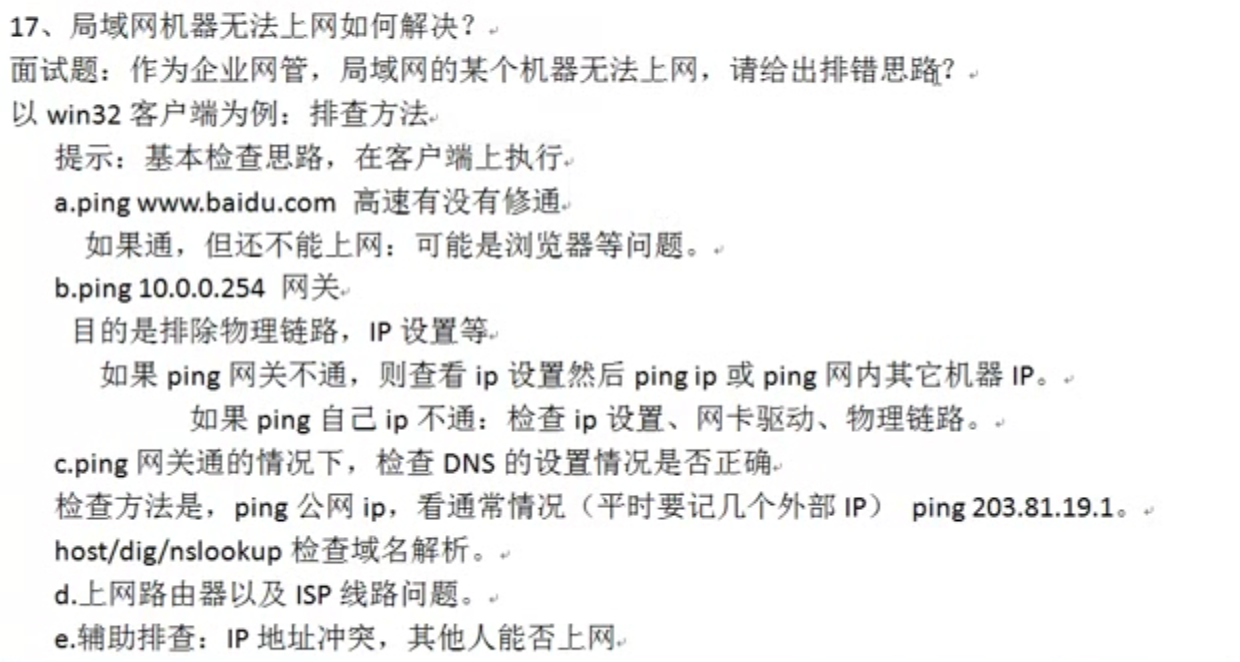 17、局域网机器无法上网如何解决？
面试题：作为企业网管，局域网的某个机器无法上网，请给出排错思路？
以 win32 客户端为例：排查方法
提示：基本检查思路，在客户端上执行
a.ping www.baidu.com 高速有没有修通
如果通，但还不能上网：可能是浏览器等问题。
b.ping 10.0.0.254 网关
目的是排除物理链路，IP 设置等
如果 ping 网关不通，则查看 ip 设置然后 ping ip 或 ping 网内其它机器 IP。
如果 ping 自己 ip 不通：检查 ip 设置、网卡驱动、物理链路。
c.ping 网关通的情况下，检查 DNS 的设置情况是否正确
检查方法是，ping 公网 ip，看通常情况（平时要记几个外部 IP） ping 203.81.19.1。
host/dig/nslookup 检查域名解析。
d.上网路由器以及 ISP 线路问题。
e.辅助排查：IP 地址冲突，其他人能否上网